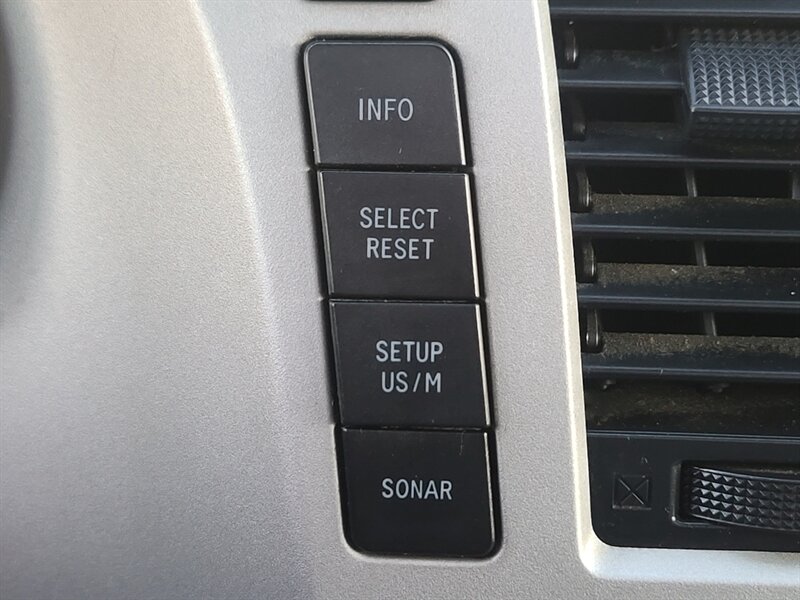 INFO
SELECT
RESET
SETUP
US/M
SONAR